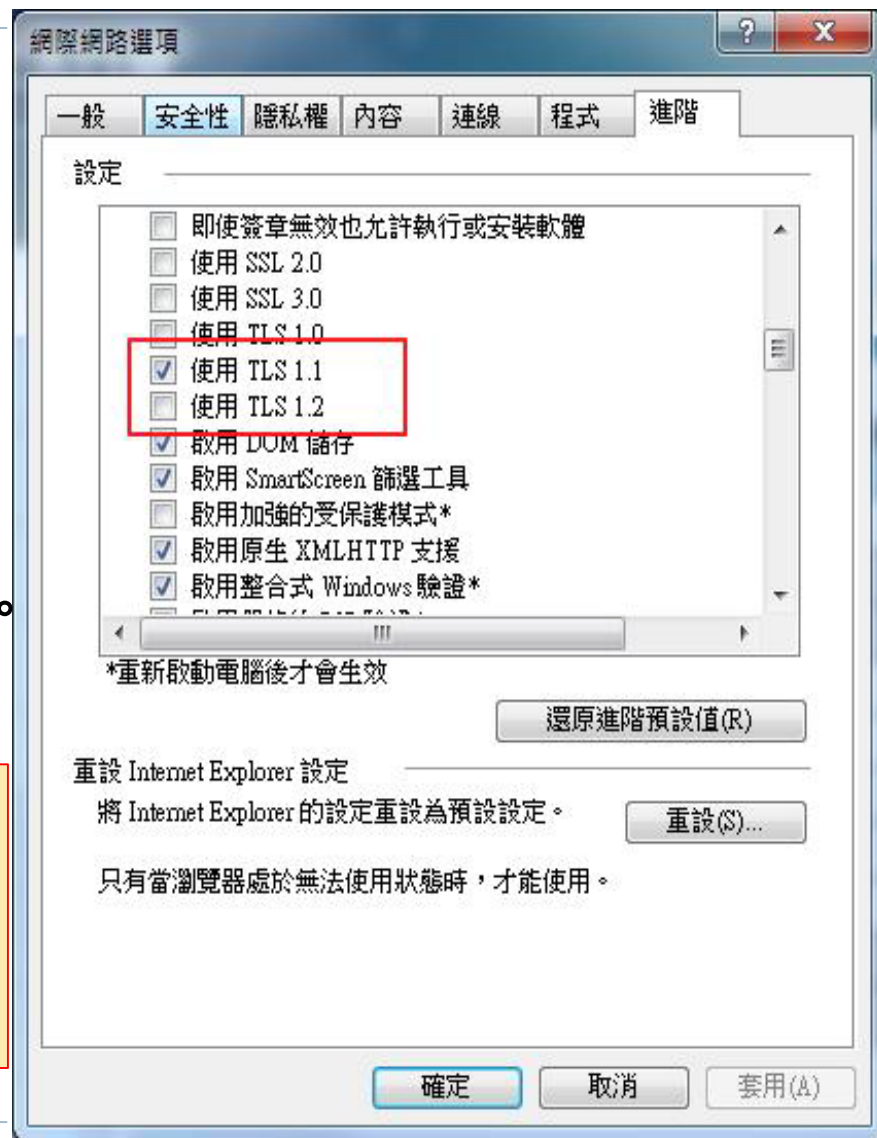 網際網路選項
一般 安全性 隱私權 內容 連線 程式 進階
設定
即使簽章無效也允許執行或安裝軟體
使用 SSL 2.0
使用 SSL 3.0
使用 TLS 1.0
使用 TLS 1.1
使用 TLS 1.2
啟用 DOM 儲存
啟用 SmartScreen 篩選工具
啟用加強的受保護模式*
啟用原生 XMLHTTP 支援
啟用整合式 Windows 驗證*
*重新啟動電腦後才會生效
還原進階預設值(R)
重設 Internet Explorer 設定
將 Internet Explorer 的設定重設為預設設定。
重設(S)...
只有當瀏覽器處於無法使用狀態時，才能使用。
確定 取消 套用(A)